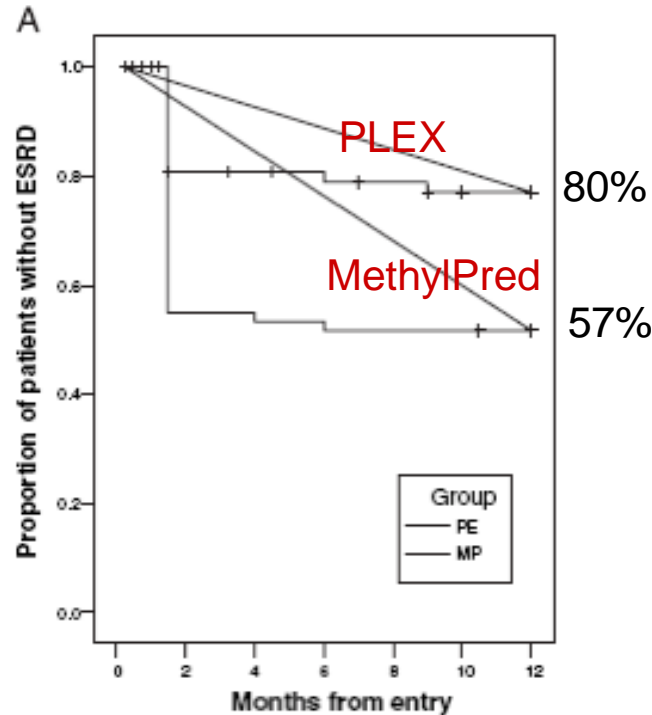 A
Proportion of patients without ESRD
1.0
0.8
0.6
0.4
0.2
0.0
PLEX
80%
MethylPred
57%
Group
PE
MP
0 2 4 6 8 10 12
Months from entry